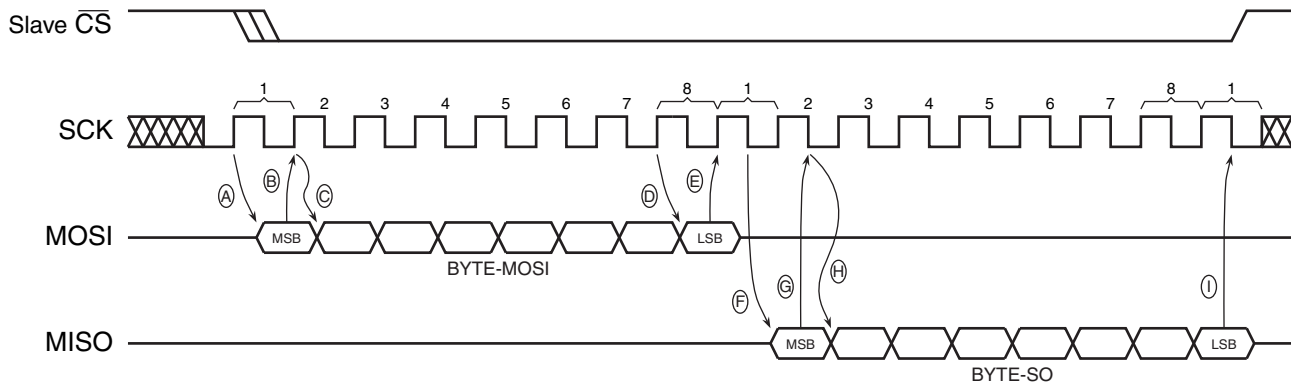 Slave CS
1 2 3 4 5 6 7 8 1 2 3 4 5 6 7 8 1
SCK
A B C D E
MOSI MSB LSB
BYTE-MOSI
F G H I
MISO MSB LSB
BYTE-SO